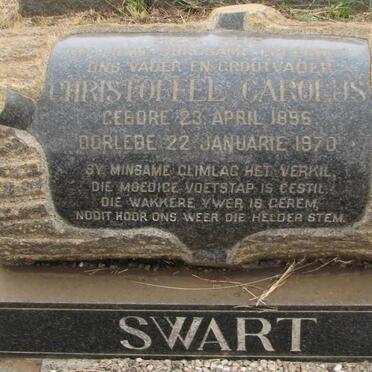 ONS VADER EN GROOTVADER
CHRISTOFFEL CAROLUS
GEBORE 23 APRIL 1895
OORLEDE 22 JANUARIE 1970
SY MINSAME GLIMLAG HET VERKIL,
DIE MOEDIGE VOETSTAP IS GESTIL.
DIE WAKKERE YWER IS GEREM,
NOOIT HOOR ONS WEER DIE HELDER STEM.
SWART